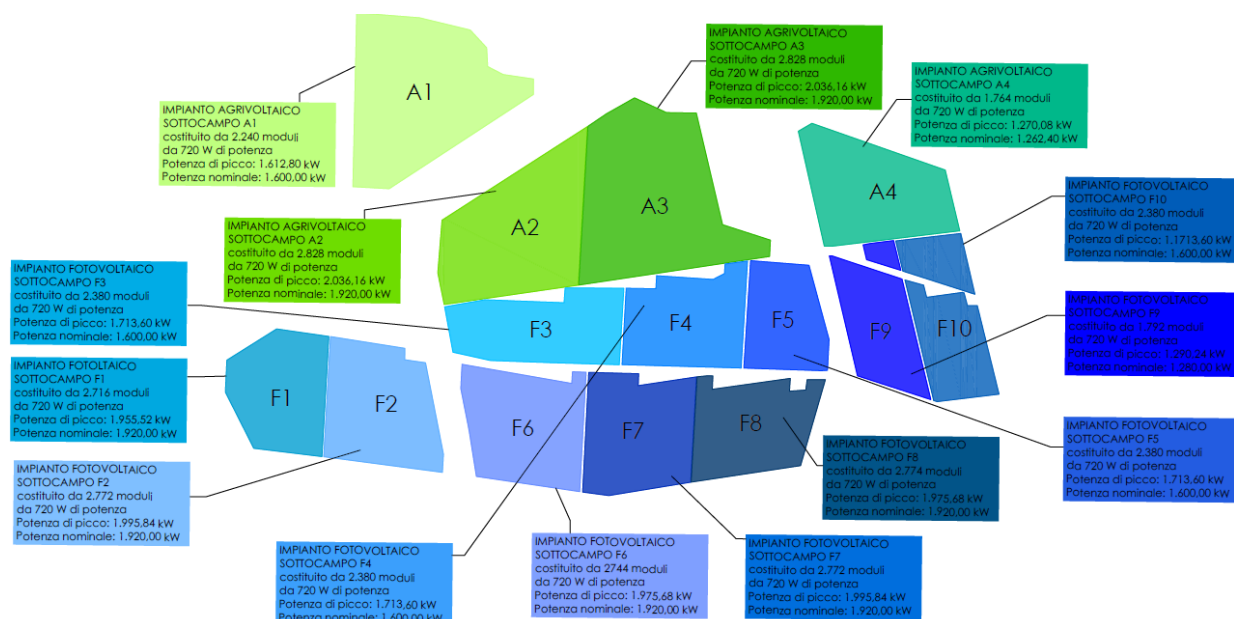 IMPIANTO AGRIVOLTAICO
SOTTOCAMPO A3
costituito da 2.828 moduli
da 720 W di potenza
Potenza di picco: 2.036,16 kW
Potenza nominale: 1.920,00 kW
A1
IMPIANTO AGRIVOLTAICO
SOTTOCAMPO A4
costituito da 1.764 moduli
da 720 W di potenza
Potenza di picco: 1.270,08 kW
Potenza nominale: 1.262,40 kW
IMPIANTO AGRIVOLTAICO
SOTTOCAMPO A1
costituito da 2.240 moduli
da 720 W di potenza
Potenza di picco: 1.612,80 kW
Potenza nominale: 1.600,00 kW
A2
A3
A4
IMPIANTO FOTOVOLTAICO
SOTTOCAMPO F10
costituito da 2.380 moduli
da 720 W di potenza
Potenza di picco: 1.1713,60 kW
Potenza nominale: 1.600,00 kW
IMPIANTO AGRIVOLTAICO
SOTTOCAMPO A2
costituito da 2.828 moduli
da 720 W di potenza
Potenza di picco: 2.036,16 kW
Potenza nominale: 1.920,00 kW
IMPIANTO FOTOVOLTAICO
SOTTOCAMPO F3
costituito da 2.380 moduli
da 720 W di potenza
Potenza di picco: 1.713,60 kW
Potenza nominale: 1.600,00 kW
F3
F4
F5
F9
F10
IMPIANTO FOTOVOLTAICO
SOTTOCAMPO F9
costituito da 1.792 moduli
da 720 W di potenza
Potenza di picco: 1.290,24 kW
Potenza nominale: 1.280,00 kW
IMPIANTO FOTOLTAICO
SOTTOCAMPO F1
costituito da 2.716 moduli
da 720 W di potenza
Potenza di picco: 1.955,52 kW
Potenza nominale: 1.920,00 kW
F1
F2
F6
F7
F8
IMPIANTO FOTOVOLTAICO
SOTTOCAMPO F5
costituito da 2.380 moduli
da 720 W di potenza
Potenza di picco: 1.713,60 kW
Potenza nominale: 1.600,00 kW
IMPIANTO FOTOVOLTAICO
SOTTOCAMPO F8
costituito da 2.774 moduli
da 720 W di potenza
Potenza di picco: 1.975,68 kW
Potenza nominale: 1.920,00 kW
IMPIANTO FOTOVOLTAICO
SOTTOCAMPO F2
costituito da 2.772 moduli
da 720 W di potenza
Potenza di picco: 1.995,84 kW
Potenza nominale: 1.920,00 kW
IMPIANTO FOTOVOLTAICO
SOTTOCAMPO F4
costituito da 2.380 moduli
da 720 W di potenza
Potenza di picco: 1.713,60 kW
Potenza nominale: 1.600,00 kW
IMPIANTO FOTOVOLTAICO
SOTTOCAMPO F6
costituito da 2744 moduli
da 720 W di potenza
Potenza di picco: 1.975,68 kW
Potenza nominale: 1.920,00 kW
IMPIANTO FOTOVOLTAICO
SOTTOCAMPO F7
costituito da 2.772 moduli
da 720 W di potenza
Potenza di picco: 1.995,84 kW
Potenza nominale: 1.920,00 kW